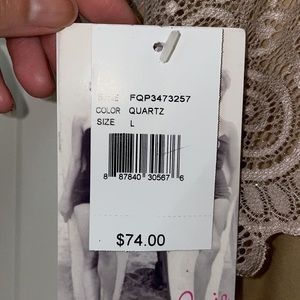 FQP3473257
COLOR QUARTZ
SIZE L
8 87840 30567 6
$74.00